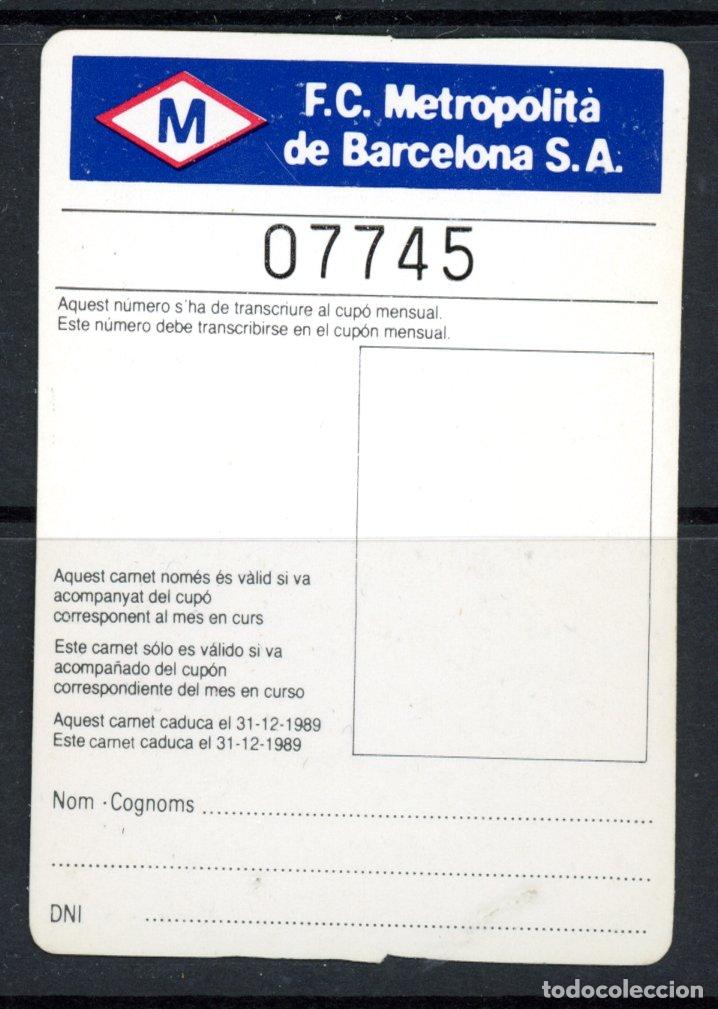 M
F.C. Metropolità
de Barcelona S.A.
07745
Aquest número s'ha de transcriure al cupó mensual.
Este número debe transcribirse en el cupón mensual.
Aquest carnet només és vàlid si va
acompanyat del cupó
corresponent al mes en curs
Este carnet sólo es válido si va
acompañado del cupón
correspondiente del mes en curso
Aquest carnet caduca el 31-12-1989
Este carnet caduca el 31-12-1989
Nom · Cognoms
DNI
todocoleccion